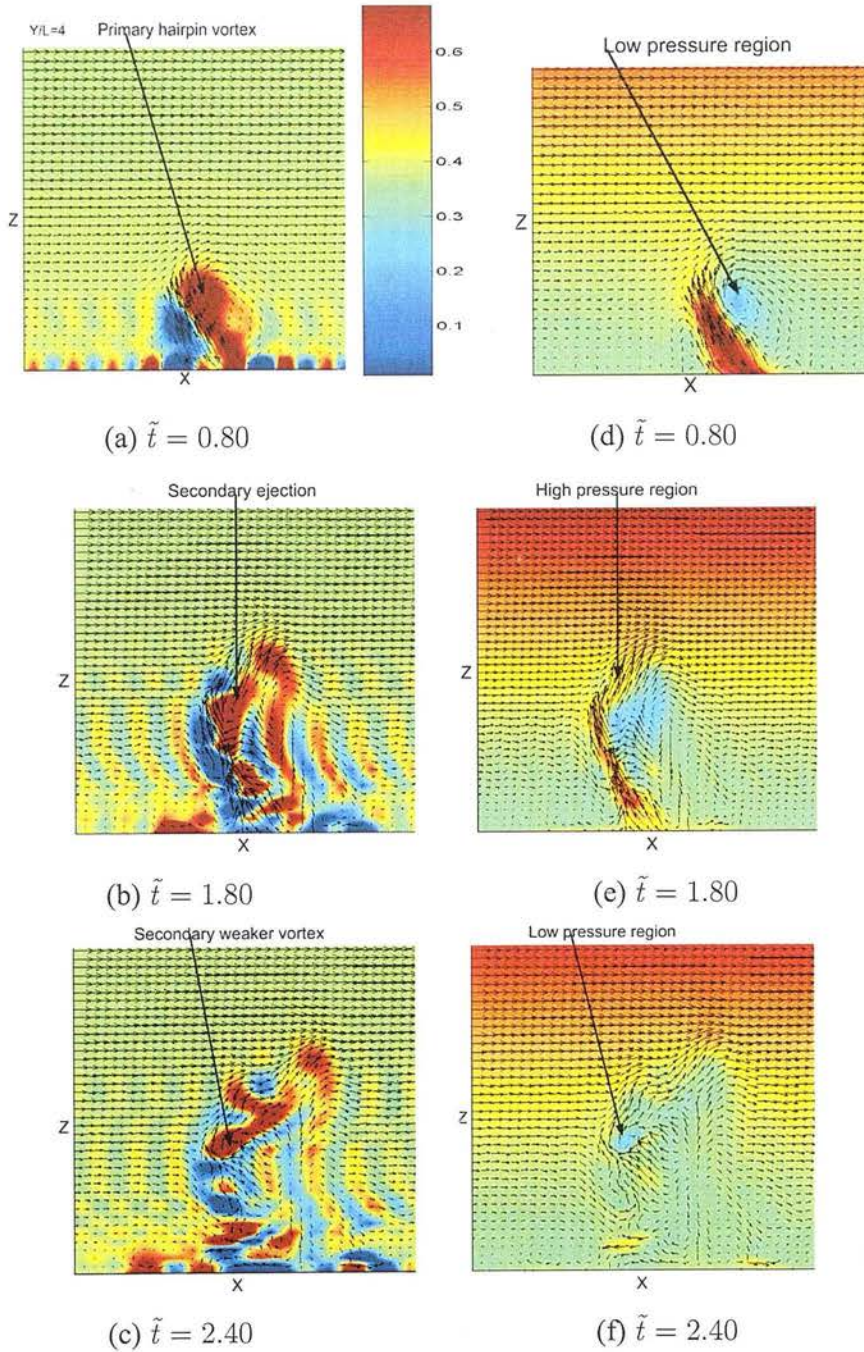 Y/L=4
Primary hairpin vortex
0.6
0.5
0.4
0.3
0.2
0.1
Z
X
(a) t̃ = 0.80
Low pressure region
Z
X
(d) t̃ = 0.80
Secondary ejection
Z
X
(b) t̃ = 1.80
High pressure region
Z
X
(e) t̃ = 1.80
Secondary weaker vortex
Z
X
(c) t̃ = 2.40
Low pressure region
Z
X
(f) t̃ = 2.40